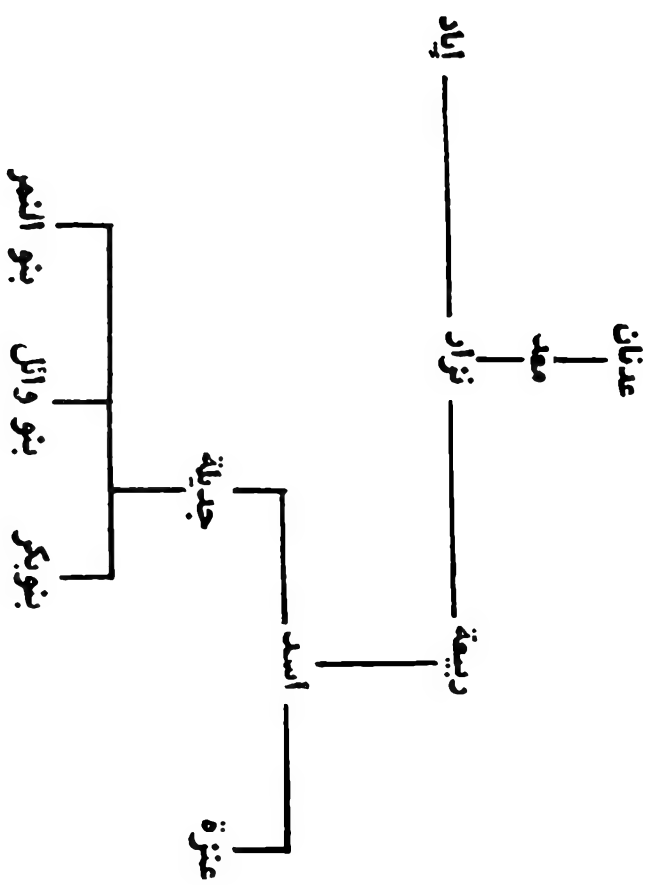 عدنان
معد
نزار
ربيعة
إياد
أسد
عنزة
جديلة
بنو بكر
بنو وائل
بنو النمر